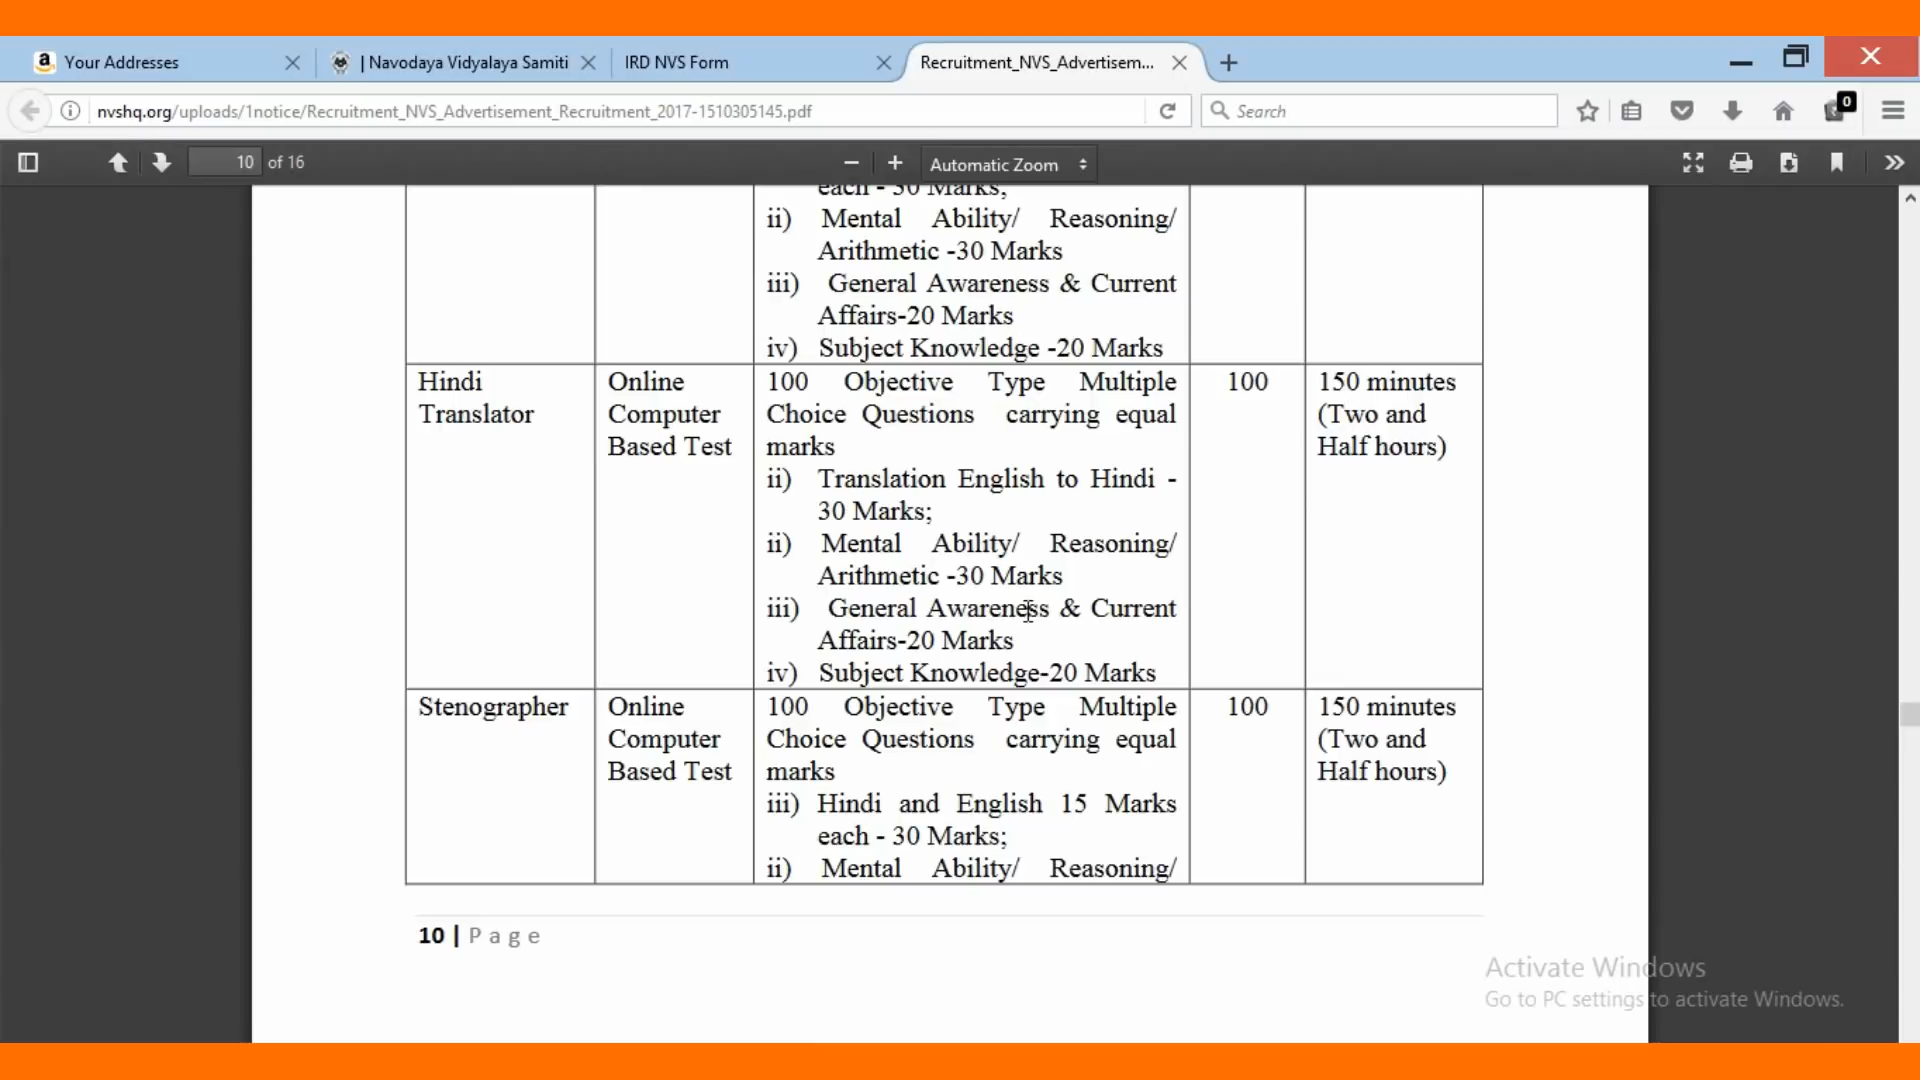 Your Addresses
| Navodaya Vidyalaya Samiti
IRD NVS Form
Recruitment_NVS_Advertisem...
nvshq.org/uploads/1notice/Recruitment_NVS_Advertisement_Recruitment_2017-1510305145.pdf
Search
0
10 of 16
Automatic Zoom
each - 30 Marks;
ii) Mental Ability/ Reasoning/
Arithmetic -30 Marks
iii) General Awareness & Current
Affairs-20 Marks
iv) Subject Knowledge -20 Marks
Hindi
Translator
Online
Computer
Based Test
100 Objective Type Multiple
Choice Questions carrying equal
marks
ii) Translation English to Hindi -
30 Marks;
ii) Mental Ability/ Reasoning/
Arithmetic -30 Marks
iii) General Awareness & Current
Affairs-20 Marks
iv) Subject Knowledge-20 Marks
100
150 minutes
(Two and
Half hours)
Stenographer
Online
Computer
Based Test
100 Objective Type Multiple
Choice Questions carrying equal
marks
iii) Hindi and English 15 Marks
each - 30 Marks;
ii) Mental Ability/ Reasoning/
100
150 minutes
(Two and
Half hours)
10 | Page
Activate Windows
Go to PC settings to activate Windows.